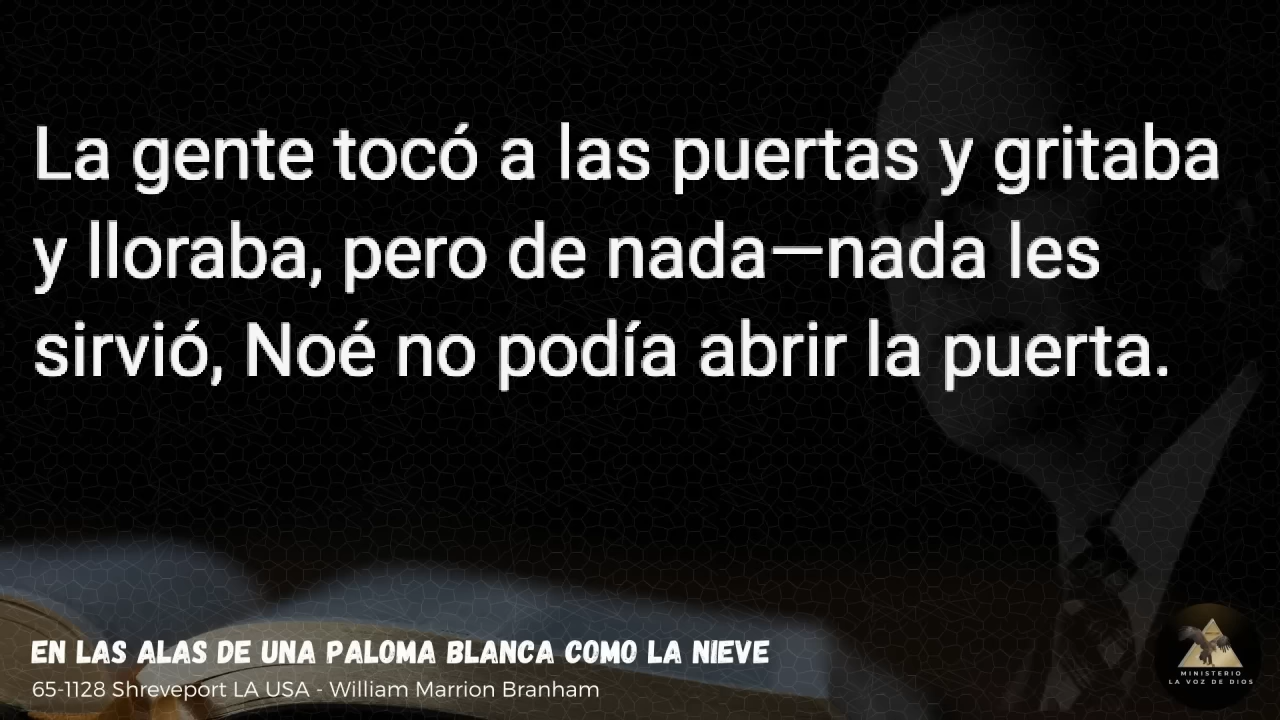 La gente tocó a las puertas y gritaba
y lloraba, pero de nada—nada les
sirvió, Noé no podía abrir la puerta.
EN LAS ALAS DE UNA PALOMA BLANCA COMO LA NIEVE
65-1128 Shreveport LA USA - William Marrion Branham
MINISTERIO
LA VOZ DE DIOS